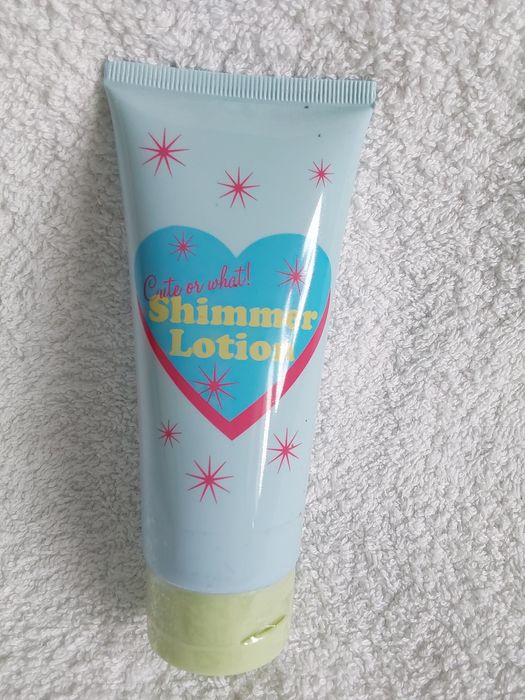 Cute or what!
Shimmer
Lotion